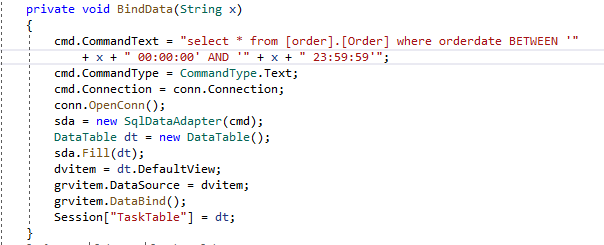 private void BindData(String x)
{
cmd.CommandText = "select * from [order].[Order] where orderdate BETWEEN '"
+ x + " 00:00:00' AND '" + x + " 23:59:59'";
cmd.CommandType = CommandType.Text;
cmd.Connection = conn.Connection;
conn.OpenConn();
sda = new SqlDataAdapter(cmd);
DataTable dt = new DataTable();
sda.Fill(dt);
dvitem = dt.DefaultView;
grvitem.DataSource = dvitem;
grvitem.DataBind();
Session["TaskTable"] = dt;
}